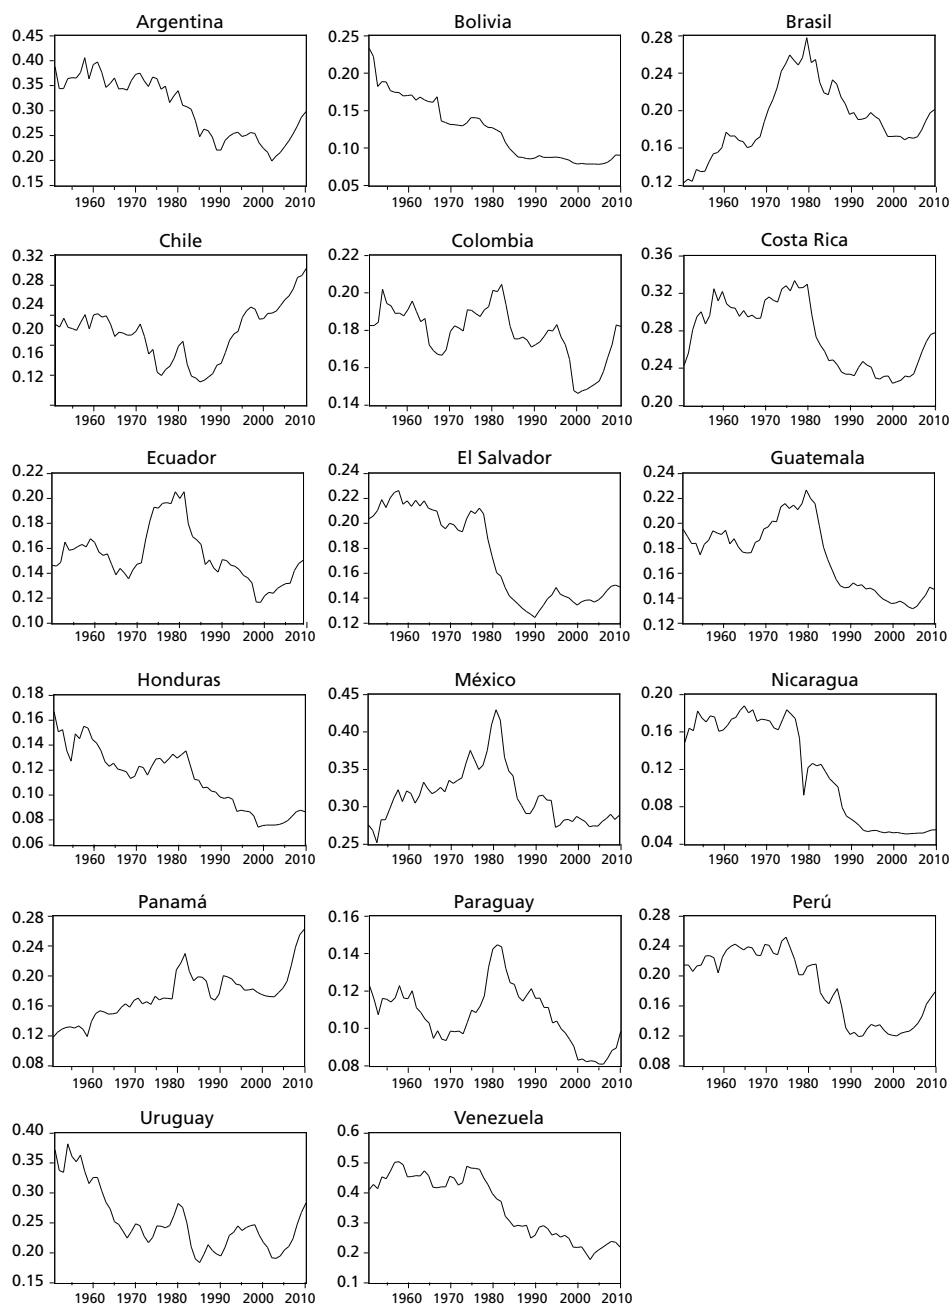 Argentina
0.45
0.40
0.35
0.30
0.25
0.20
0.15
1960 1970 1980 1990 2000 2010
Bolivia
0.25
0.20
0.15
0.10
0.05
1960 1970 1980 1990 2000 2010
Brasil
0.28
0.24
0.20
0.16
0.12
1960 1970 1980 1990 2000 2010
Chile
0.32
0.24
0.20
0.16
0.12
1960 1970 1980 1990 2000 2010
Colombia
0.22
0.20
0.18
0.16
0.14
1960 1970 1980 1990 2000 2010
Costa Rica
0.36
0.32
0.28
0.24
0.20
1960 1970 1980 1990 2000 2010
Ecuador
0.22
0.20
0.18
0.16
0.14
0.12
0.10
1960 1970 1980 1990 2000 2010
El Salvador
0.24
0.22
0.20
0.18
0.16
0.14
0.12
1960 1970 1980 1990 2000 2010
Guatemala
0.24
0.22
0.20
0.18
0.16
0.14
0.12
1960 1970 1980 1990 2000 2010
Honduras
0.18
0.16
0.14
0.12
0.10
0.08
0.06
1960 1970 1980 1990 2000 2010
México
0.45
0.40
0.35
0.30
0.25
1960 1970 1980 1990 2000 2010
Nicaragua
0.20
0.16
0.12
0.08
0.04
1960 1970 1980 1990 2000 2010
Panamá
0.28
0.24
0.20
0.16
0.12
0.08
1960 1970 1980 1990 2000 2010
Paraguay
0.16
0.14
0.12
0.10
0.08
1960 1970 1980 1990 2000 2010
Perú
0.28
0.24
0.20
0.16
0.12
0.08
1960 1970 1980 1990 2000 2010
Uruguay
0.40
0.35
0.30
0.25
0.20
0.15
1960 1970 1980 1990 2000 2010
Venezuela
0.6
0.5
0.4
0.3
0.2
0.1
1960 1970 1980 1990 2000 2010